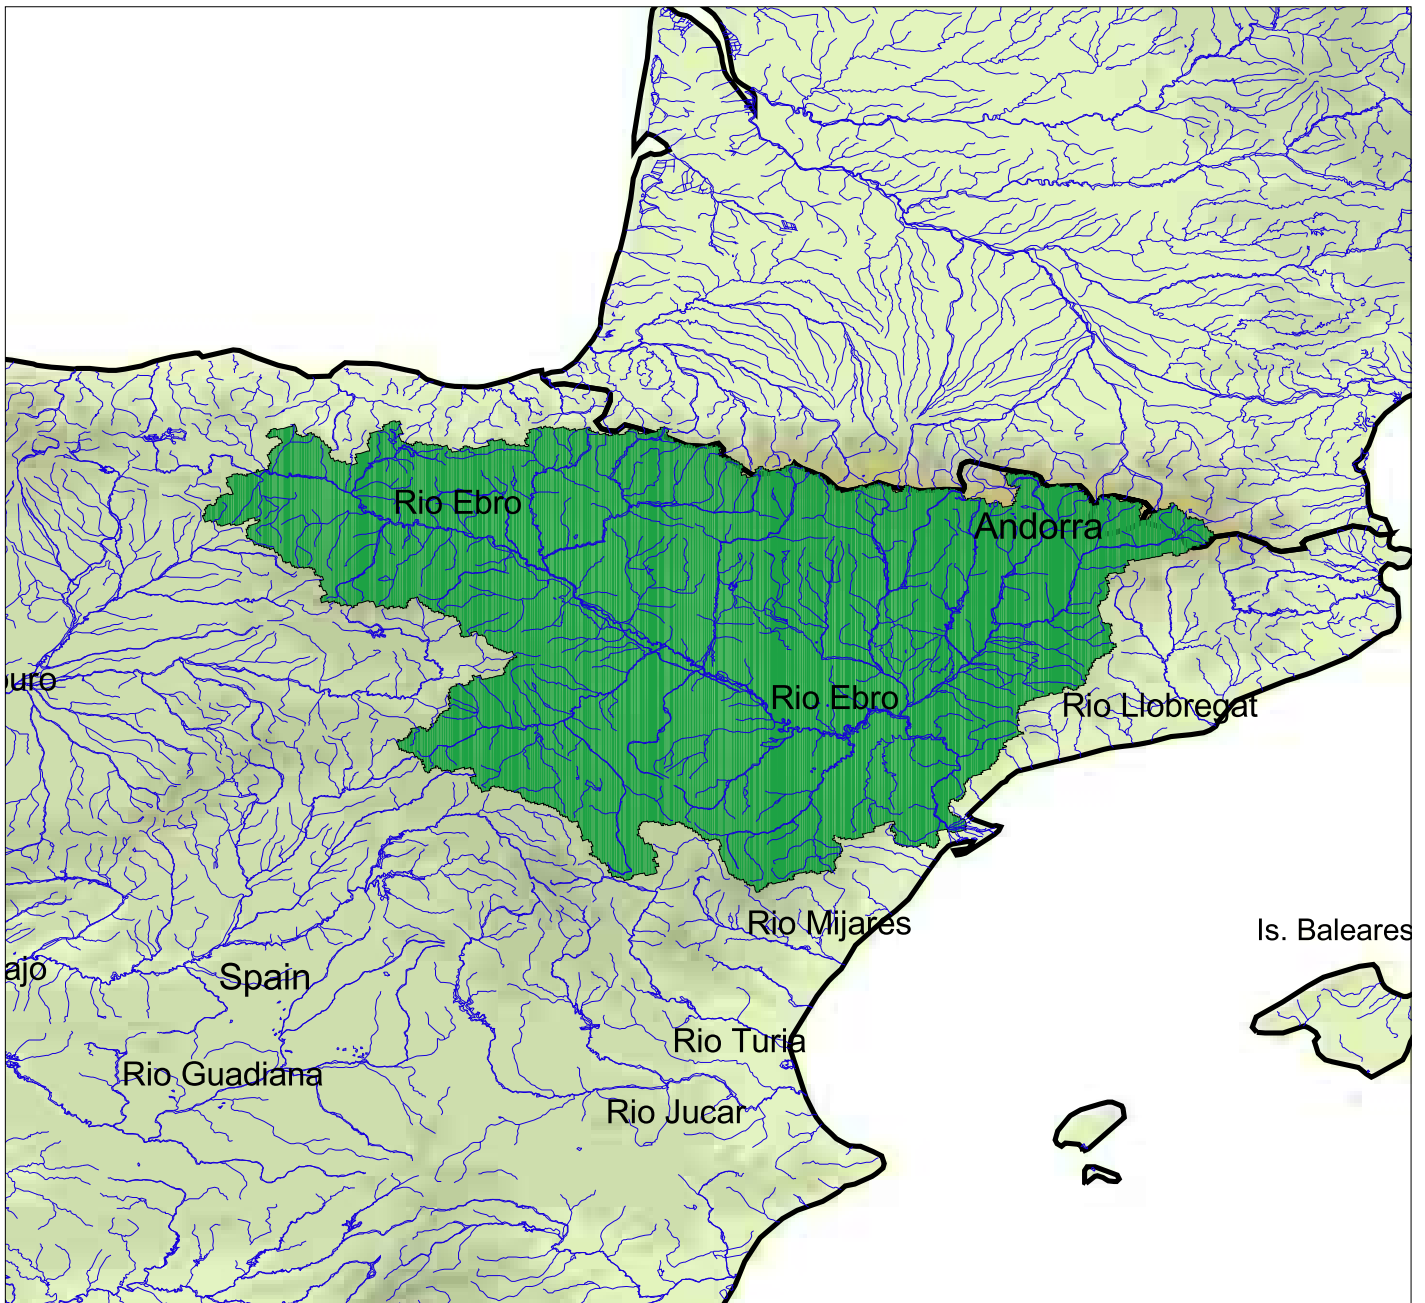 Rio Ebro
Andorra
uro
Rio Ebro
Rio Llobregat
Rio Mijares
Is. Baleares
ajo
Spain
Rio Turia
Rio Guadiana
Rio Jucar